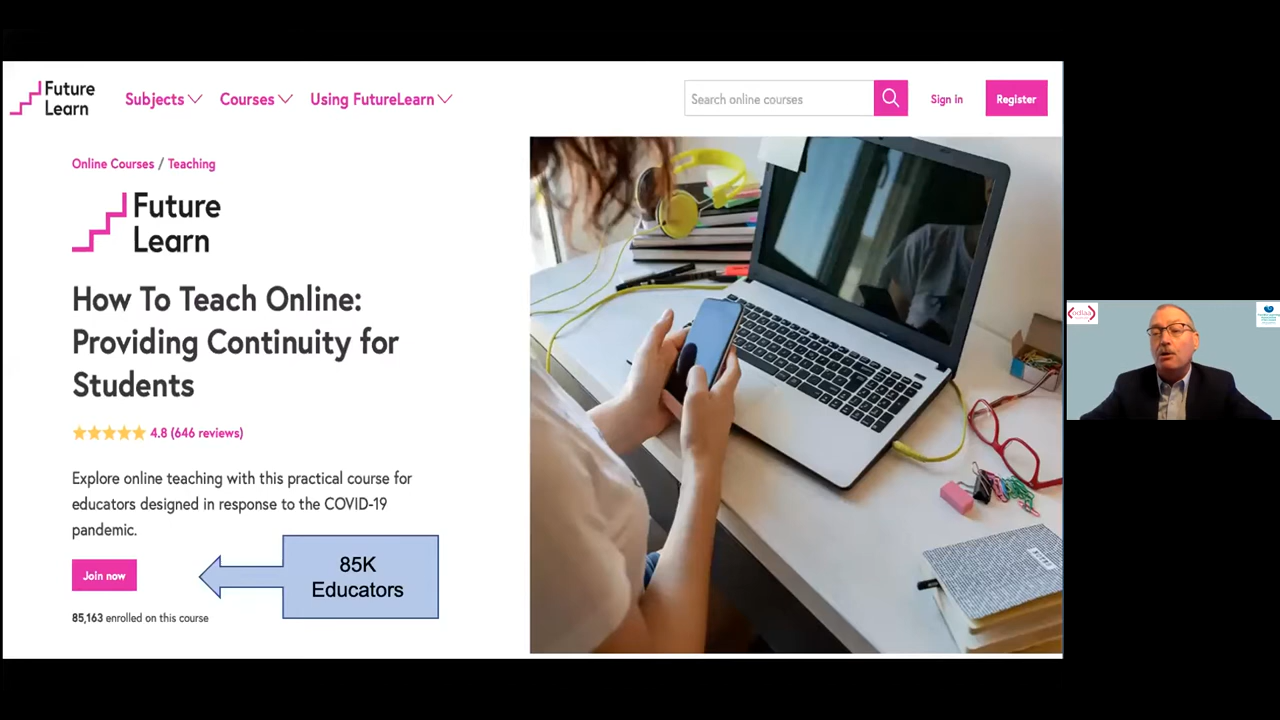 Future
Learn
Subjects
Courses
Using FutureLearn
Search online courses
Sign in
Register
Online Courses / Teaching
Future
Learn
How To Teach Online:
Providing Continuity for
Students
4.8 (646 reviews)
Explore online teaching with this practical course for
educators designed in response to the COVID-19
pandemic.
Join now
85K
Educators
85,163 enrolled on this course
odlaa